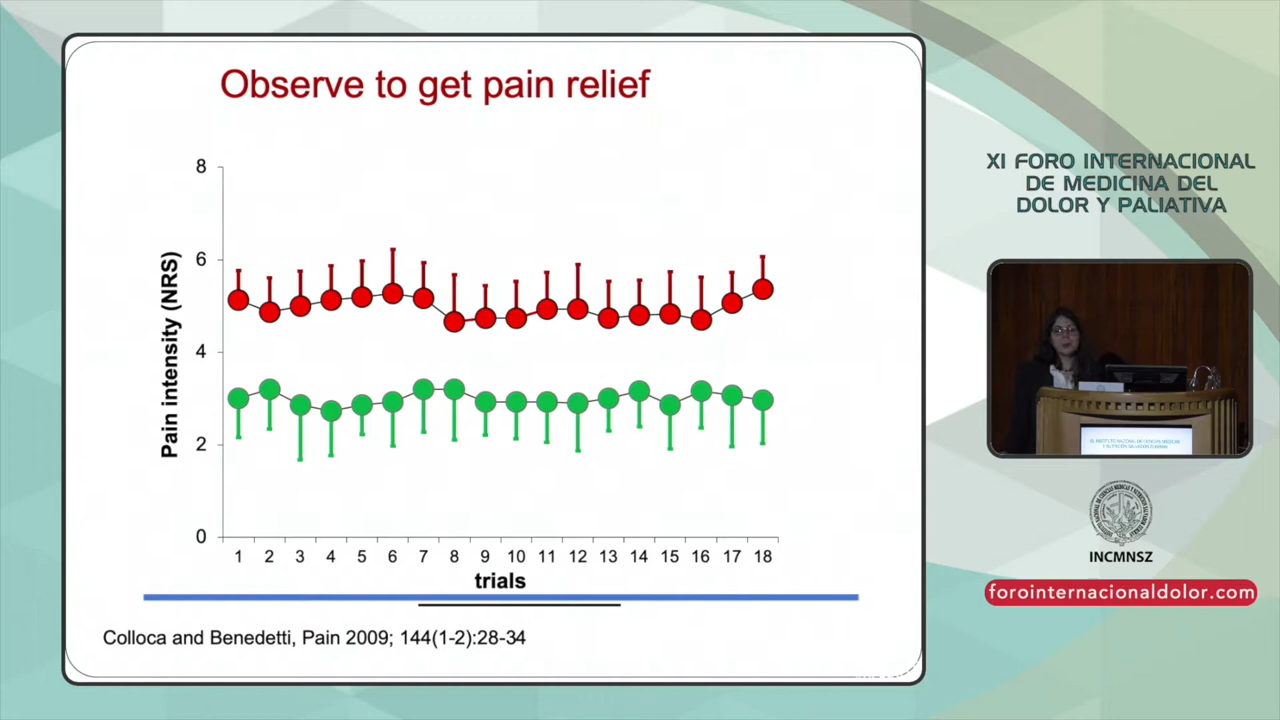 Observe to get pain relief
8
6
4
2
0
Pain intensity (NRS)
1 2 3 4 5 6 7 8 9 10 11 12 13 14 15 16 17 18
trials
Colloca and Benedetti, Pain 2009; 144(1-2):28-34
XI FORO INTERNACIONAL
DE MEDICINA DEL
DOLOR Y PALIATIVA
INCMNSZ
forointernacionaldolor.com